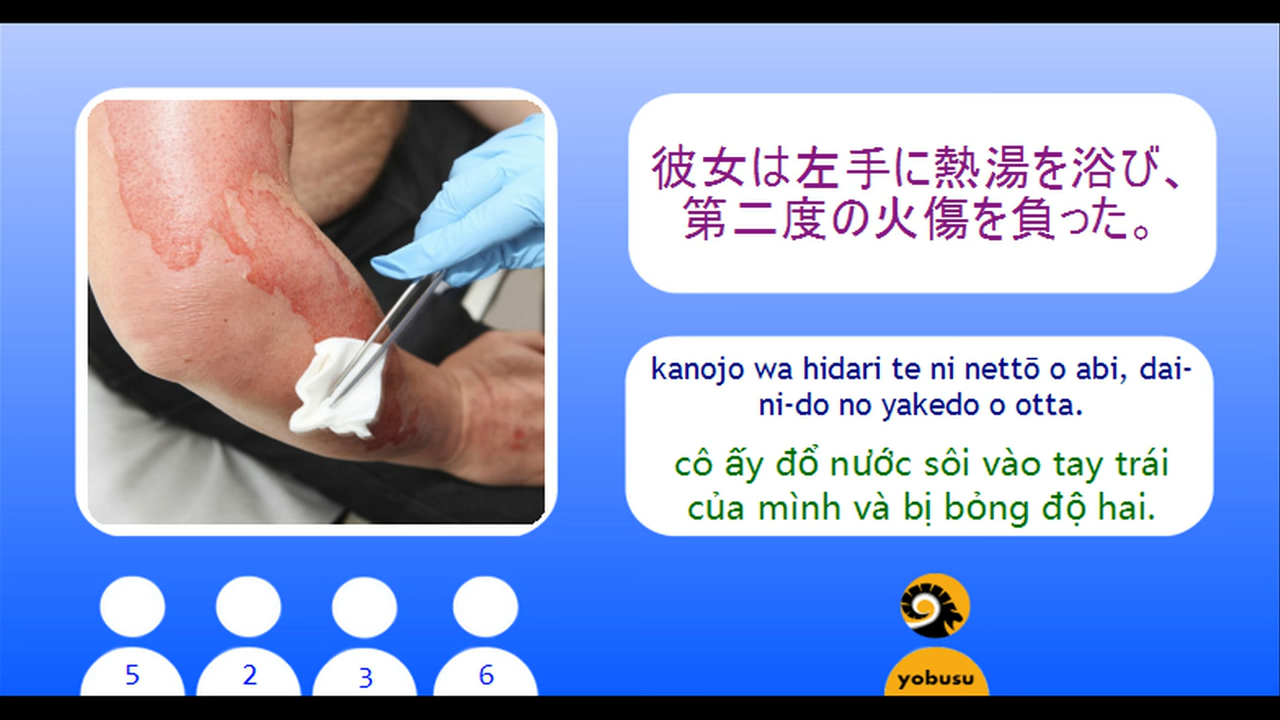 彼女は左手に熱湯を浴び、
第二度の火傷を負った。
kanojo wa hidari te ni nettō o abi, dai-
ni-do no yakedo o otta.
cô ấy đổ nước sôi vào tay trái
của mình và bị bỏng độ hai.
5 2 3 6
yobusu